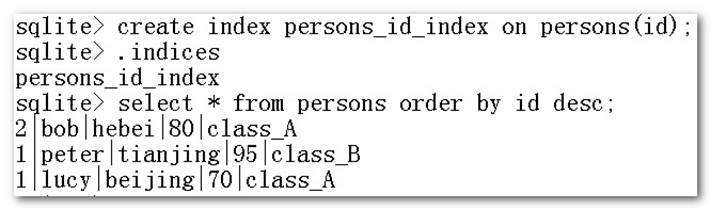 sqlite> create index persons_id_index on persons(id);
sqlite> .indices
persons_id_index
sqlite> select * from persons order by id desc;
2|bob|hebei|80|class_A
1|peter|tianjing|95|class_B
1|lucy|beijing|70|class_A